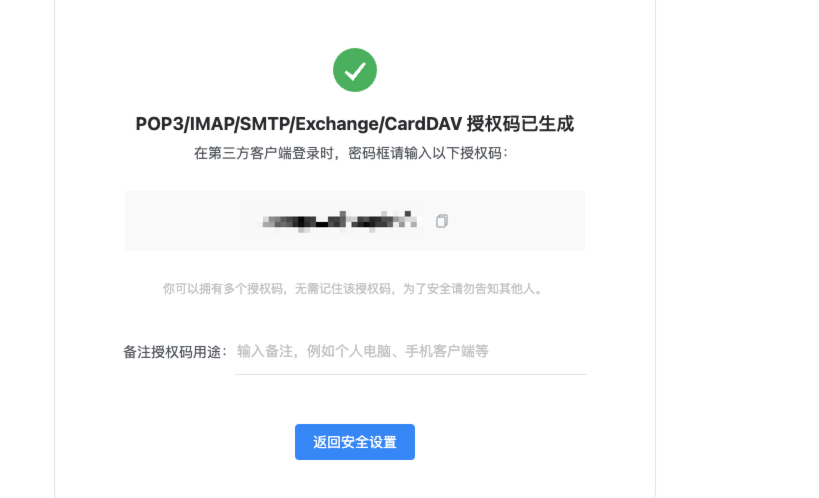 POP3/IMAP/SMTP/Exchange/CardDAV 授权码已生成
在第三方客户端登录时，密码框请输入以下授权码：
你可以拥有多个授权码，无需记住该授权码，为了安全请勿告知其他人。
备注授权码用途： 输入备注，例如个人电脑、手机客户端等
返回安全设置